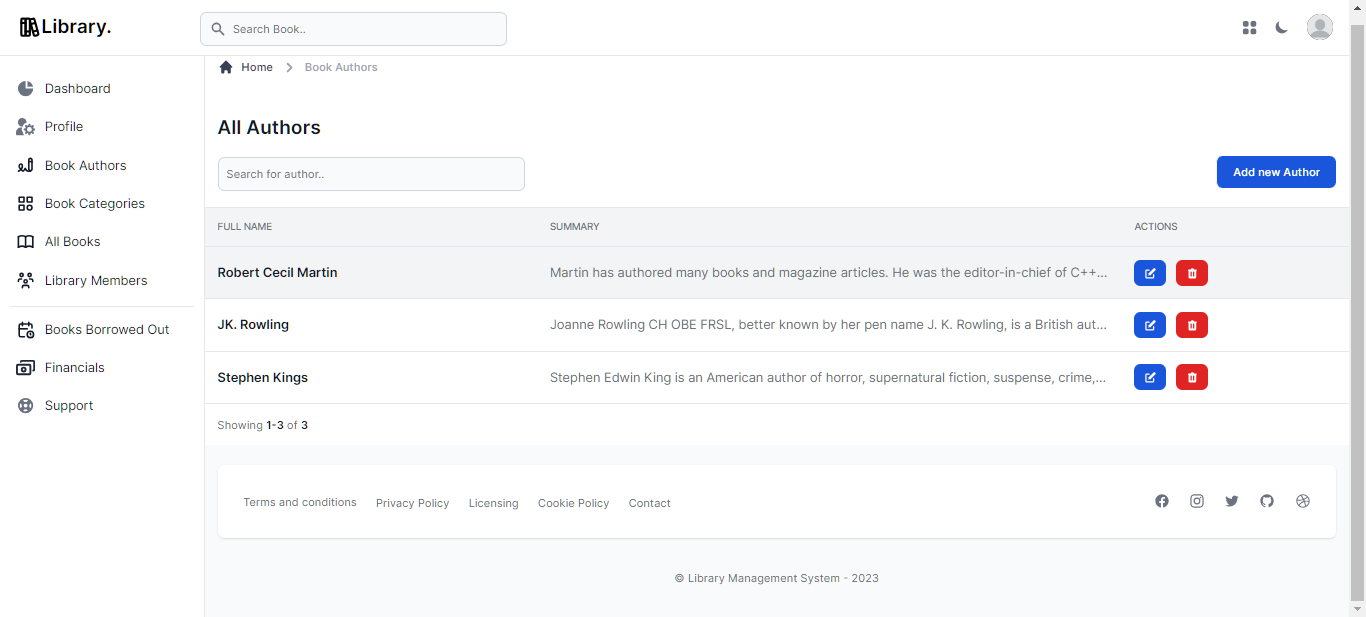 Library.
Search Book..
Home > Book Authors
Dashboard
Profile
Book Authors
Book Categories
All Books
Library Members
Books Borrowed Out
Financials
Support
All Authors
Search for author..
Add new Author
FULL NAME SUMMARY ACTIONS
Robert Cecil Martin Martin has authored many books and magazine articles. He was the editor-in-chief of C++...
JK. Rowling Joanne Rowling CH OBE FRSL, better known by her pen name J. K. Rowling, is a British aut...
Stephen Kings Stephen Edwin King is an American author of horror, supernatural fiction, suspense, crime,...
Showing 1-3 of 3
Terms and conditions Privacy Policy Licensing Cookie Policy Contact
© Library Management System - 2023